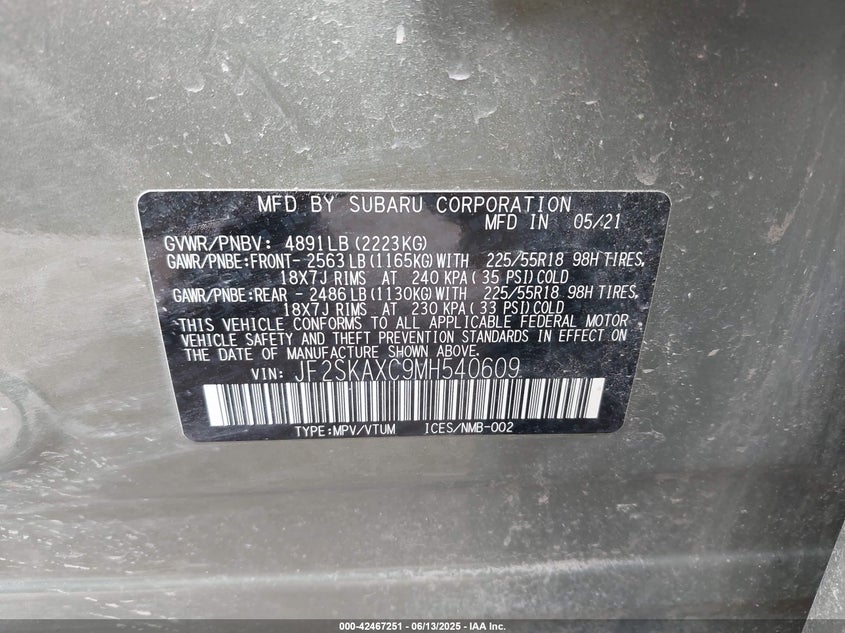 MFD BY SUBARU CORPORATION
MFD IN 05/21
GVWR/PNBV: 4891LB(2223KG)
GAWR/PNBE:FRONT- 2563LB(1165KG)WITH 225/55R18 98H TIRES,
18X7J RIMS AT 240 KPA(35 PSI)COLD
GAWR/PNBE:REAR - 2486LB(1130KG)WITH 225/55R18 98H TIRES,
18X7J RIMS AT 230 KPA(33 PSI)COLD
THIS VEHICLE CONFORMS TO ALL APPLICABLE FEDERAL MOTOR
VEHICLE SAFETY AND THEFT PREVENTION STANDARDS IN EFFECT ON
THE DATE OF MANUFACTURE SHOWN ABOVE.
VIN: JF2SKAXC9MH540609
TYPE:MPV/VTUM ICES/NMB-002
000-42467251 - 06/13/2025 - IAA Inc.